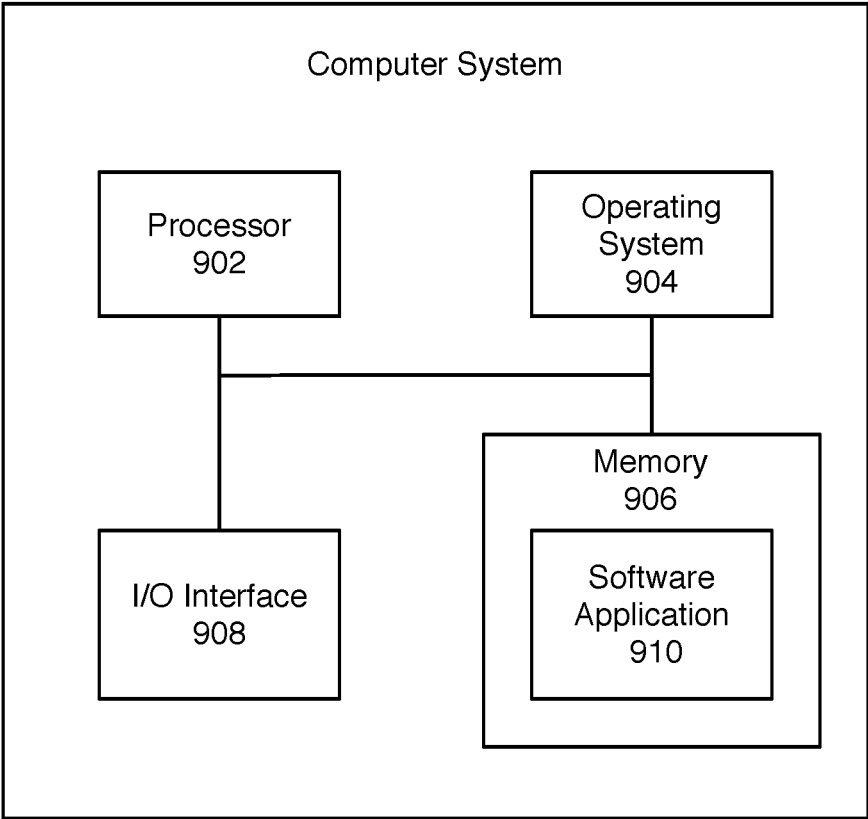 Computer System
Processor
902
Operating
System
904
Memory
906
I/O Interface
908
Software
Application
910